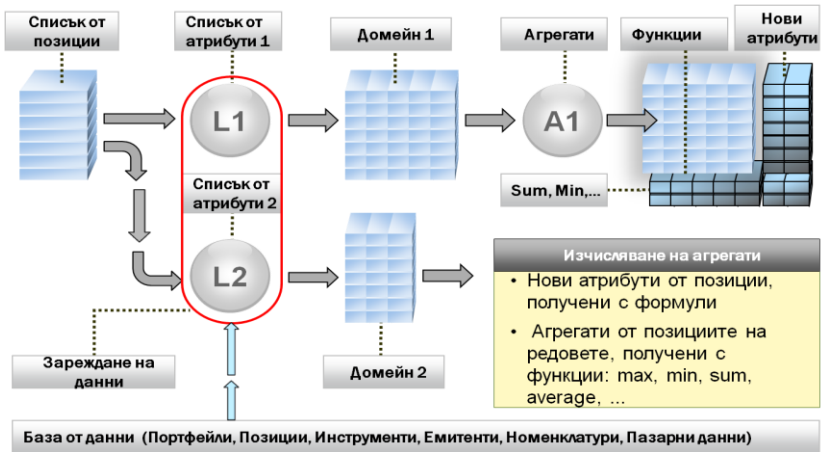 Списък от
позиции
Списък от
атрибути 1
Домейн 1
Агрегати
Функции
Нови
атрибути
L1
A1
Списък от
атрибути 2
Sum, Min,...
L2
Изчисляване на агрегати
• Нови атрибути от позиции,
получени с формули
• Агрегати от позициите на
редовете, получени с
функции: max, min, sum,
average, ...
Зареждане на
данни
Домейн 2
База от данни (Портфейли, Позиции, Инструменти, Емитенти, Номенклатури, Пазарни данни)